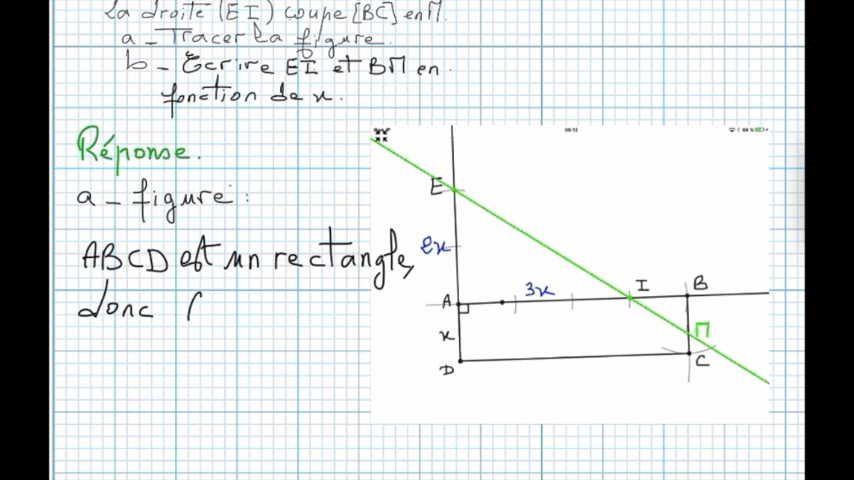 la droite (EI) coupe [BC] en M.
a - Tracer la figure.
b - Écrire EI et BM en
fonction de x.
Réponse.
a - figure :
ABCD est un rectangle,
donc (
E
2x
A
3x
I
B
x
M
D
C